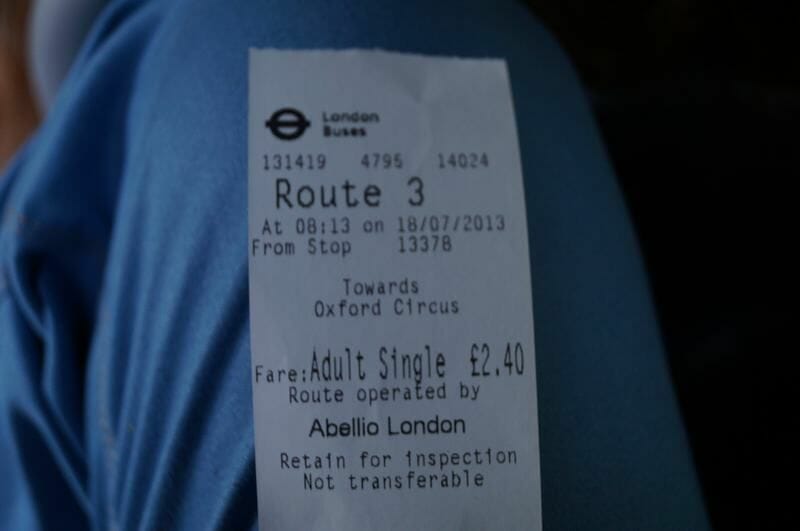 London
Buses
131419 4795 14024
Route 3
At 08:13 on 18/07/2013
From Stop 13378
Towards
Oxford Circus
Fare:Adult Single £2.40
Route operated by
Abellio London
Retain for inspection
Not transferable